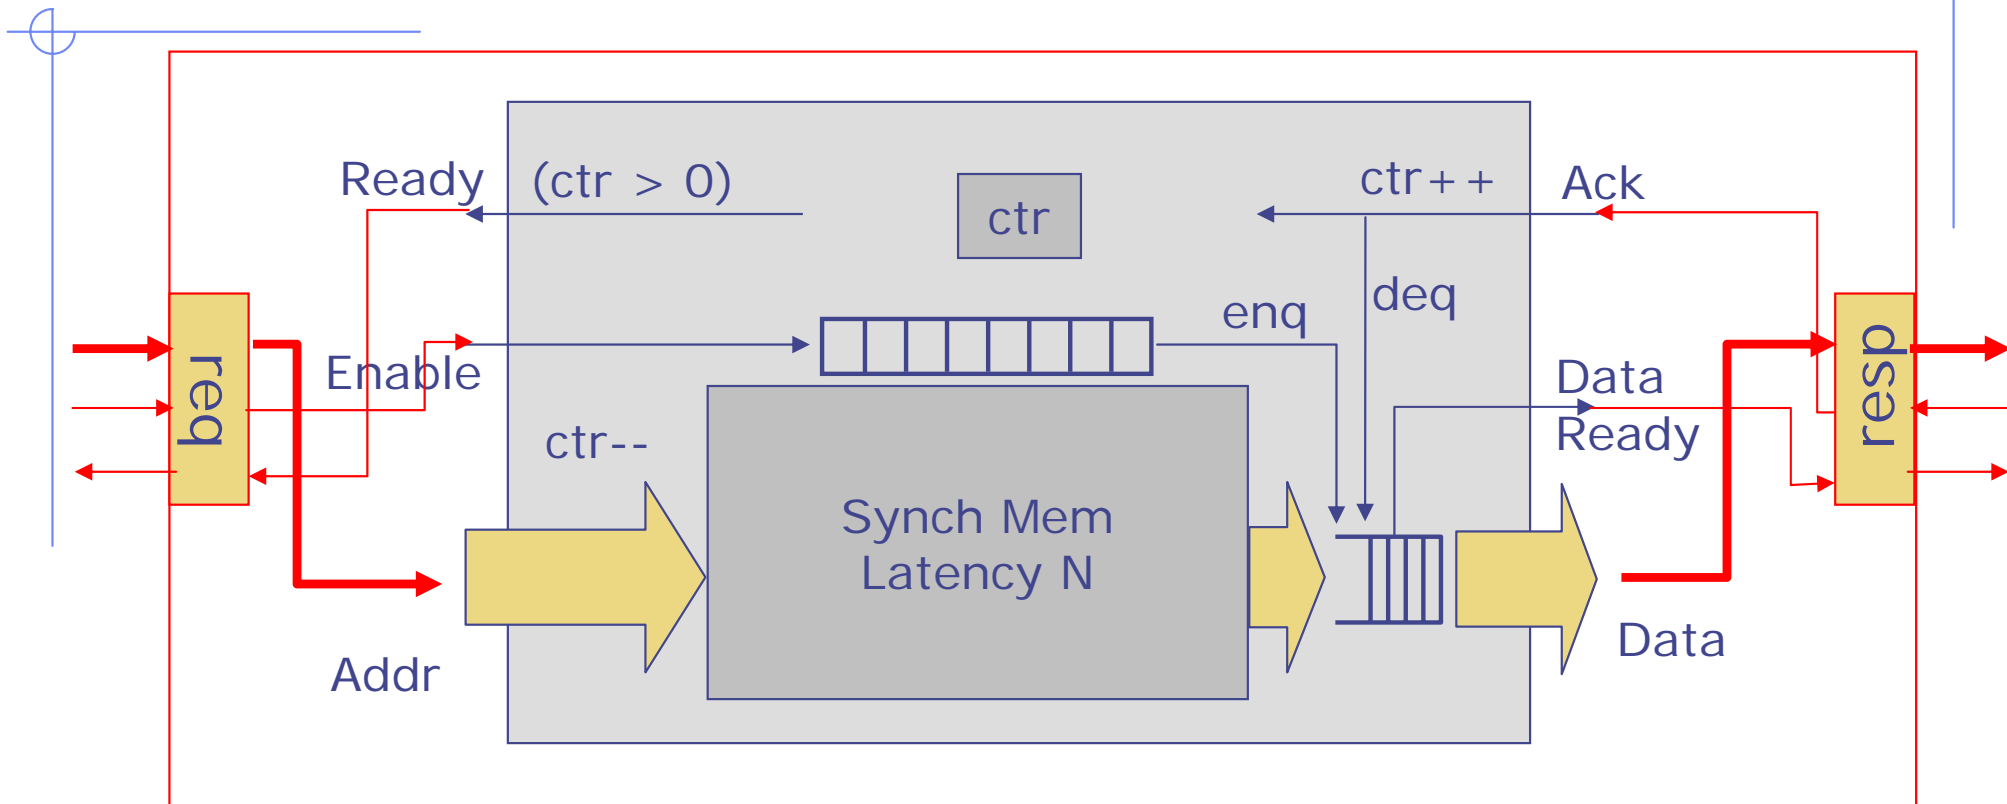 Ready
(ctr > 0)
ctr
ctr++
Ack
deq
enq
Enable
req
resp
Data
Ready
ctr--
Synch Mem
Latency N
Addr
Data